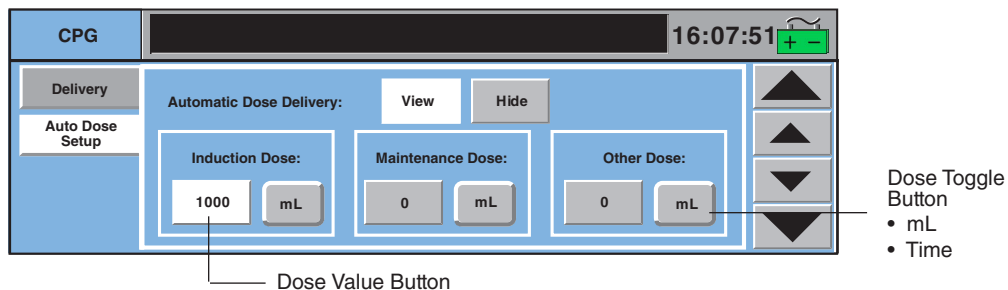 CPG
16:07:51
+ −
Delivery
Auto Dose
Setup
Automatic Dose Delivery:
View
Hide
Induction Dose:
Maintenance Dose:
Other Dose:
1000
mL
0
mL
0
mL
Dose Toggle
Button
• mL
• Time
Dose Value Button